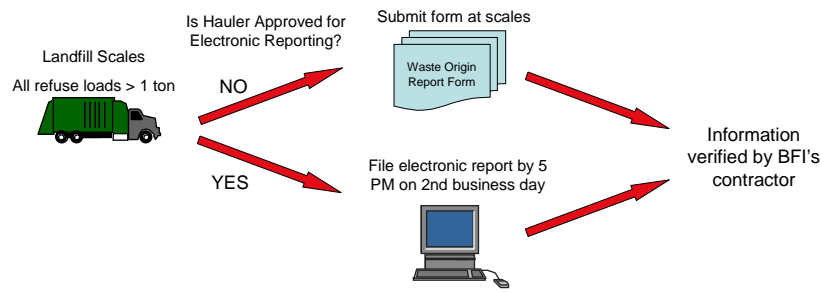 Landfill Scales
All refuse loads > 1 ton
Is Hauler Approved for
Electronic Reporting?
NO
YES
Submit form at scales
Waste Origin
Report Form
File electronic report by 5
PM on 2nd business day
Information
verified by BFI's
contractor